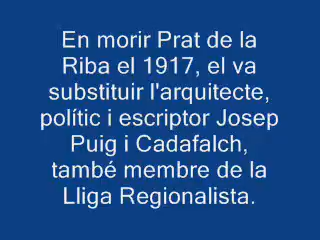 En morir Prat de la
Riba el 1917, el va
substituir l'arquitecte,
polític i escriptor Josep
Puig i Cadafalch,
també membre de la
Lliga Regionalista.